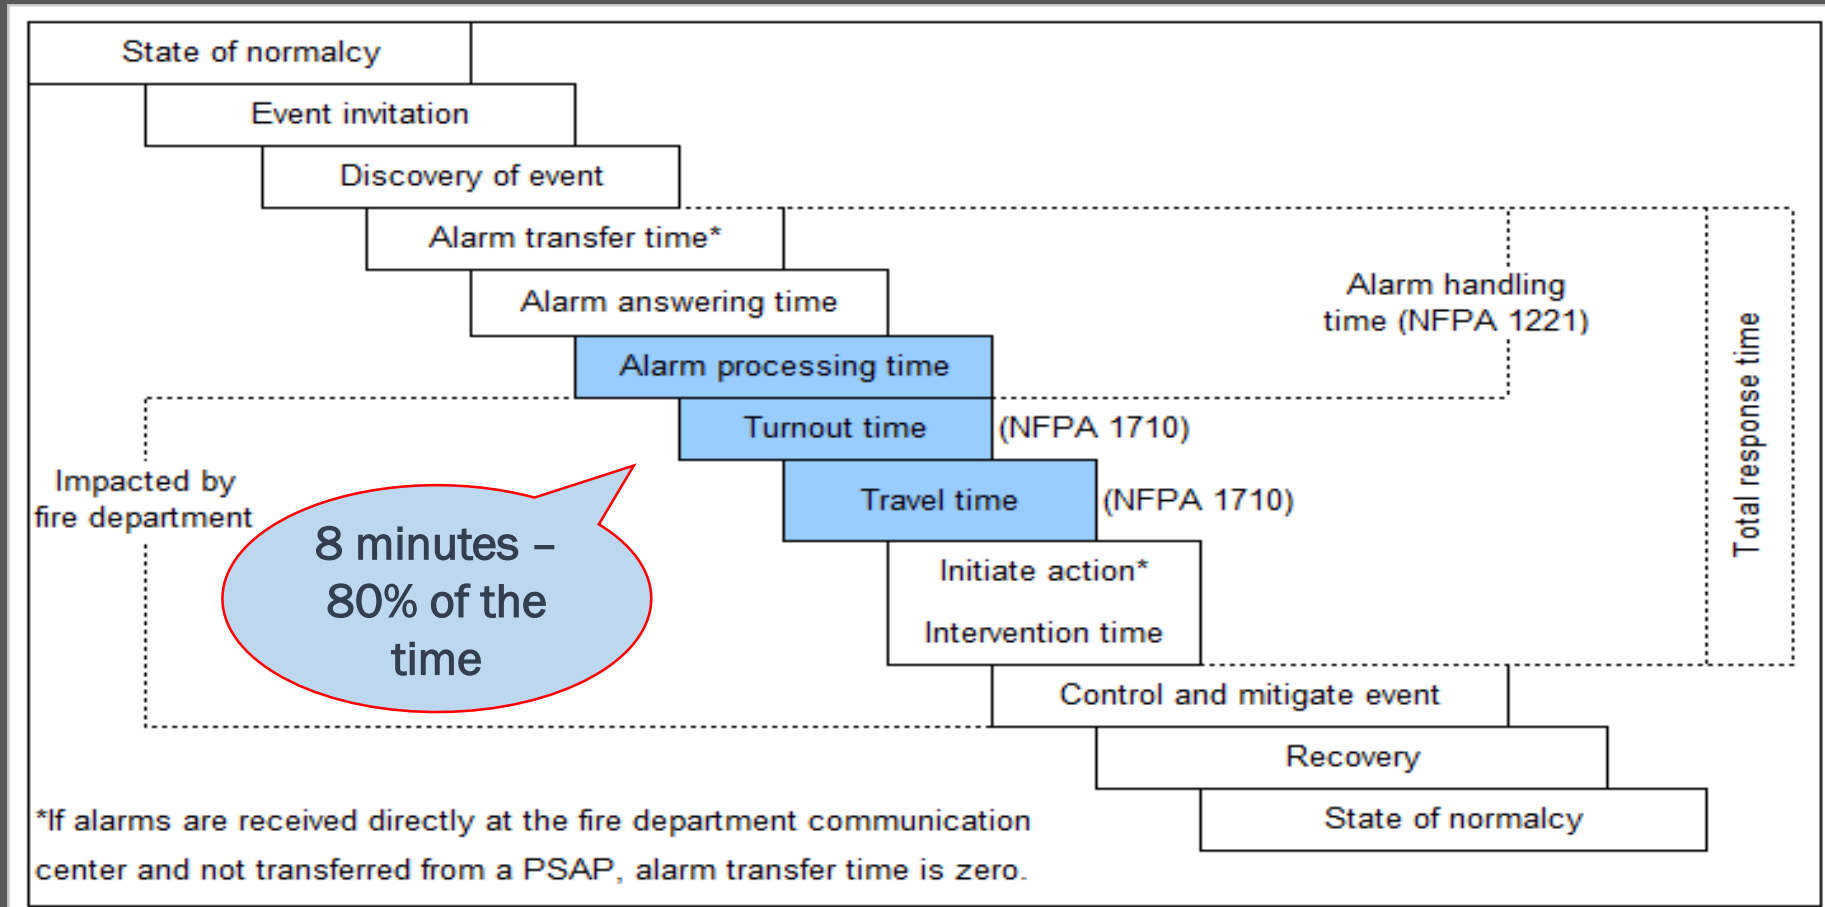 State of normalcy
Event invitation
Discovery of event
Alarm transfer time*
Alarm answering time
Alarm handling
time (NFPA 1221)
Alarm processing time
Turnout time
(NFPA 1710)
Travel time
(NFPA 1710)
Total response time
Impacted by
fire department
8 minutes –
80% of the
time
Initiate action*
Intervention time
Control and mitigate event
Recovery
State of normalcy
*If alarms are received directly at the fire department communication
center and not transferred from a PSAP, alarm transfer time is zero.